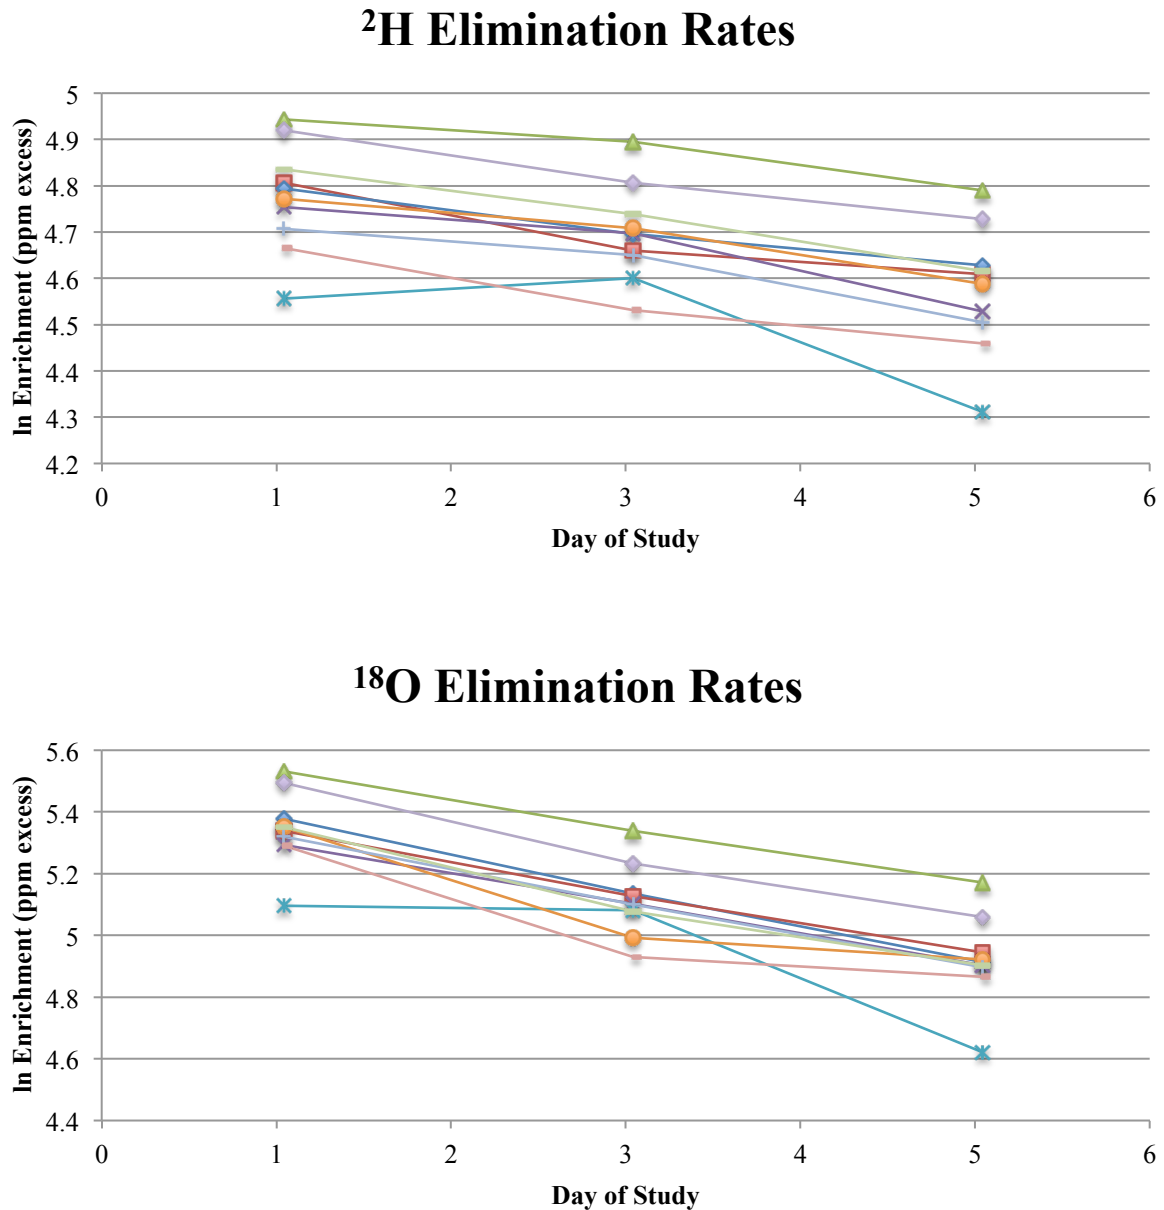 ²H Elimination Rates
ln Enrichment (ppm excess)
5
4.9
4.8
4.7
4.6
4.5
4.4
4.3
4.2
0 1 2 3 4 5 6
Day of Study
¹⁸O Elimination Rates
ln Enrichment (ppm excess)
5.6
5.4
5.2
5
4.8
4.6
4.4
0 1 2 3 4 5 6
Day of Study